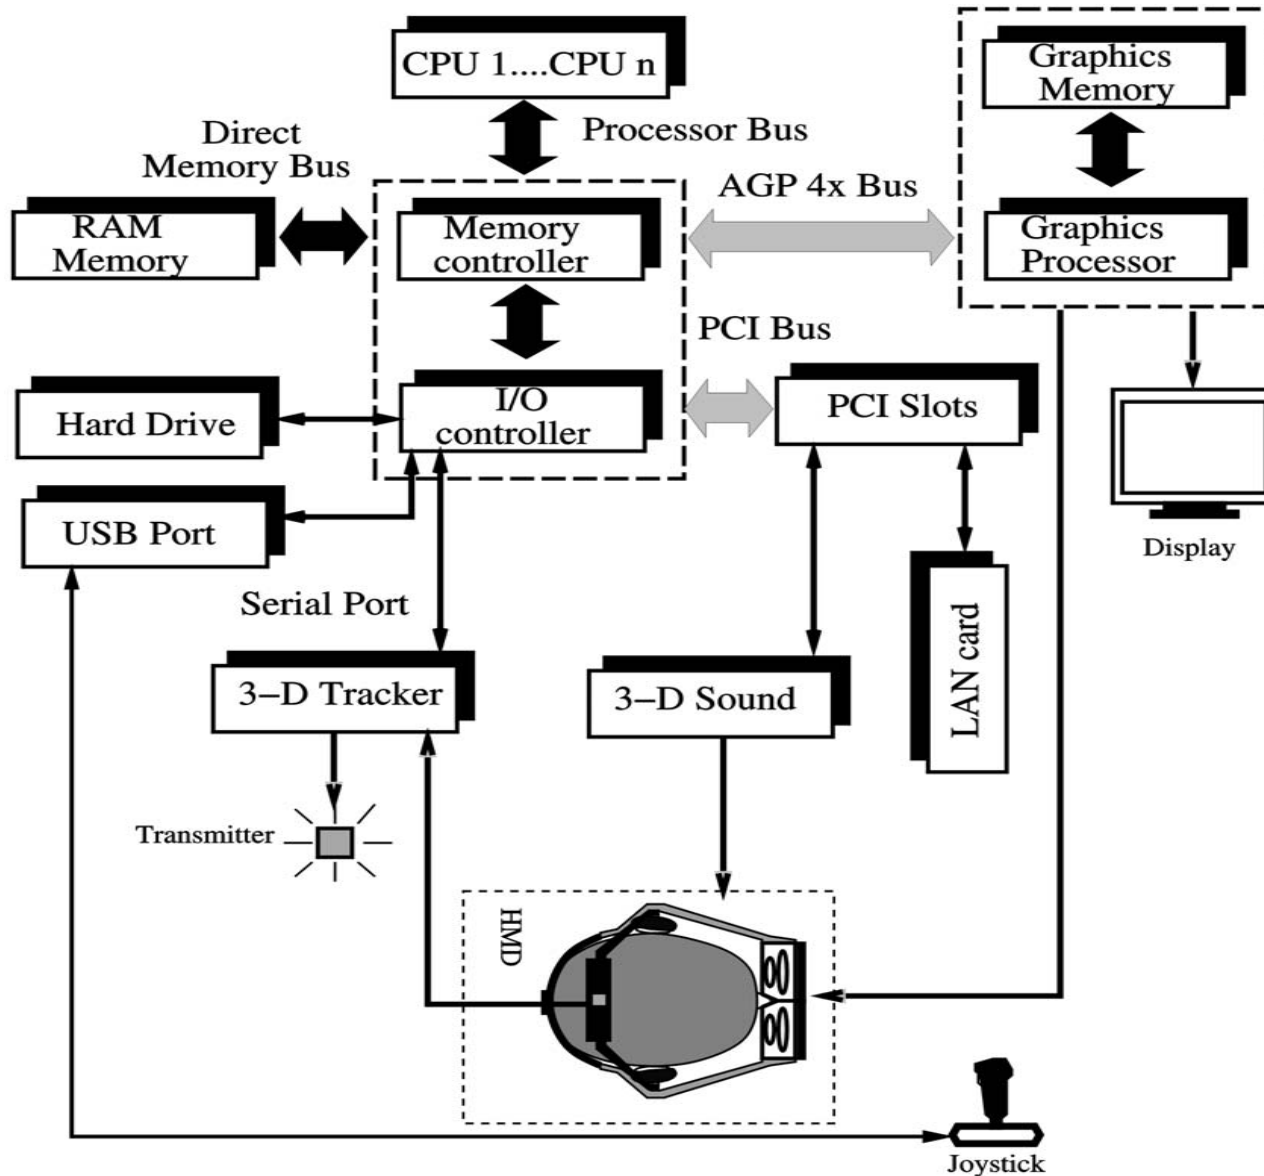 CPU 1....CPU n
Graphics
Memory
Direct
Memory Bus
Processor Bus
AGP 4x Bus
RAM
Memory
Memory
controller
Graphics
Processor
PCI Bus
Hard Drive
I/O
controller
PCI Slots
USB Port
Display
Serial Port
3-D Tracker
3-D Sound
LAN card
Transmitter
HMD
Joystick